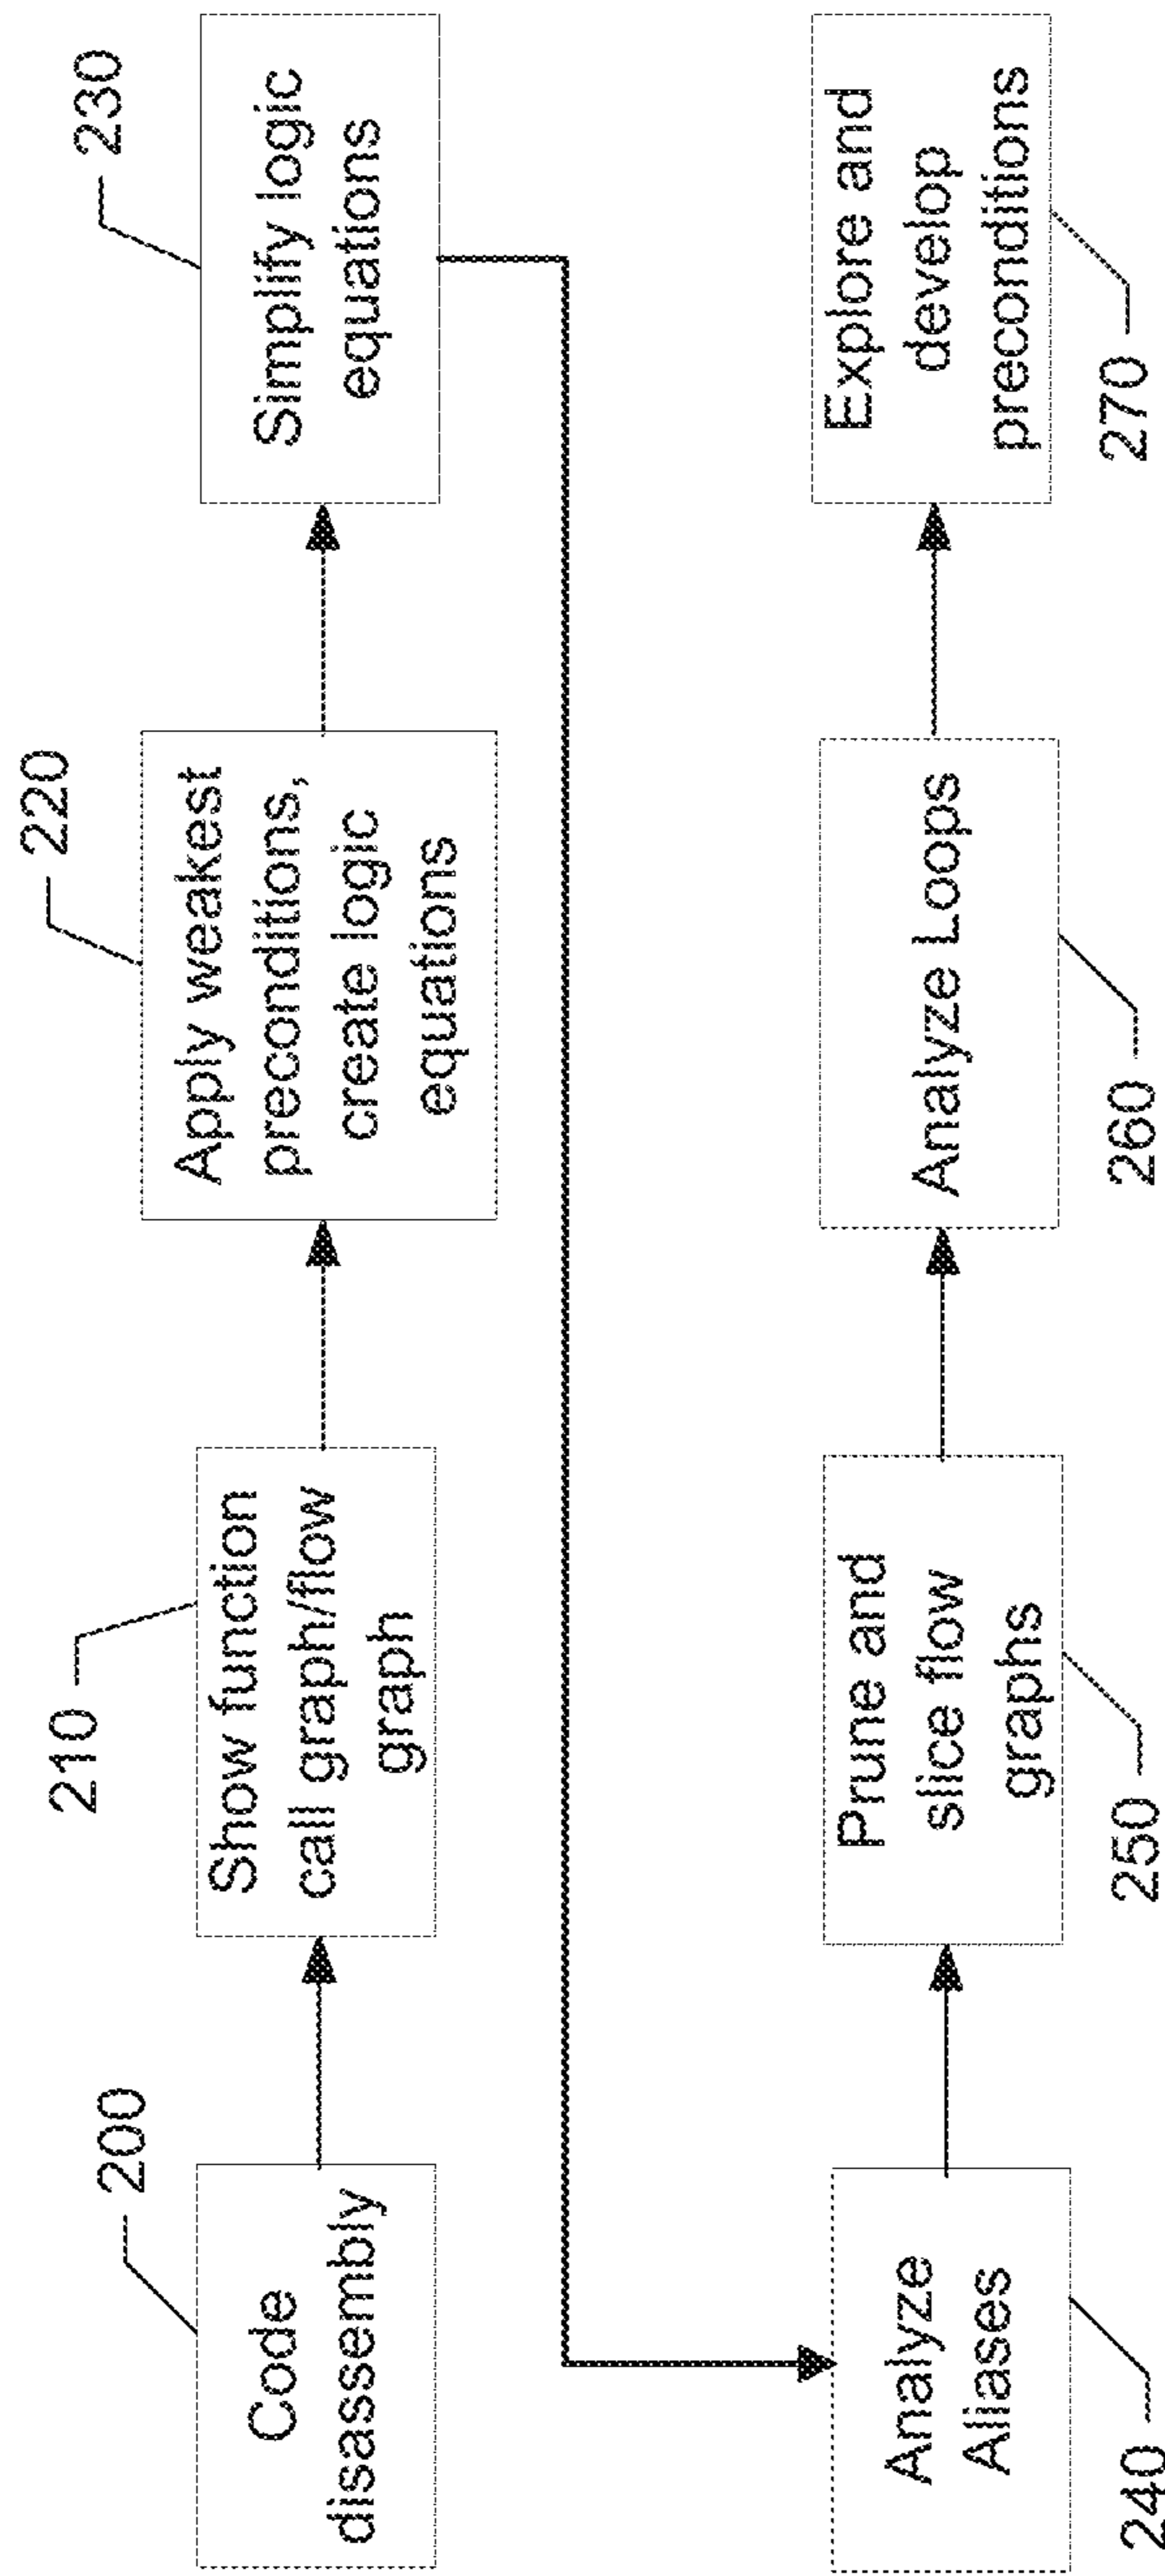 200
Code
disassembly
210
Show function
call graph/flow
graph
220
Apply weakest
preconditions,
create logic
equations
230
Simplify logic
equations
Analyze
Aliases
240
Prune and
slice flow
graphs
250
Analyze Loops
260
Explore and
develop
preconditions
270